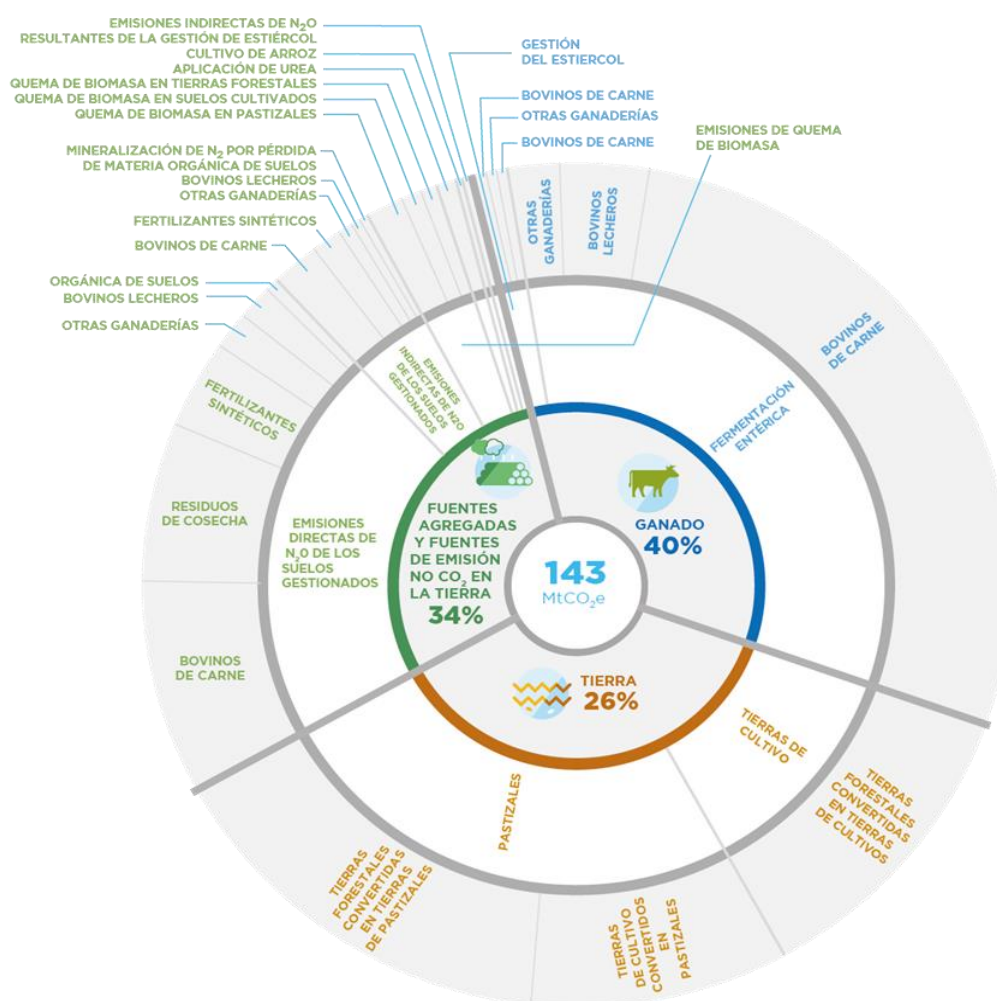 EMISIONES INDIRECTAS DE N₂O
RESULTANTES DE LA GESTIÓN DE ESTIÉRCOL
CULTIVO DE ARROZ
APLICACIÓN DE UREA
QUEMA DE BIOMASA EN TIERRAS FORESTALES
QUEMA DE BIOMASA EN SUELOS CULTIVADOS
QUEMA DE BIOMASA EN PASTIZALES
MINERALIZACIÓN DE N₂ POR PÉRDIDA
DE MATERIA ORGÁNICA DE SUELOS
BOVINOS LECHEROS
OTRAS GANADERÍAS
FERTILIZANTES SINTÉTICOS
BOVINOS DE CARNE
ORGÁNICA DE SUELOS
BOVINOS LECHEROS
OTRAS GANADERÍAS
FERTILIZANTES
SINTÉTICOS
RESIDUOS
DE COSECHA
BOVINOS
DE CARNE
GESTIÓN
DEL ESTIERCOL
BOVINOS DE CARNE
OTRAS GANADERÍAS
BOVINOS DE CARNE
EMISIONES DE QUEMA
DE BIOMASA
OTRAS
GANADERÍAS
BOVINOS
LECHEROS
BOVINOS
DE CARNE
FERMENTACIÓN
ENTÉRICA
EMISIONES
INDIRECTAS DE N2O
DE LOS SUELOS
GESTIONADOS
EMISIONES
DIRECTAS DE
N₂O DE LOS
SUELOS
GESTIONADOS
FUENTES
AGREGADAS
Y FUENTES
DE EMISIÓN
NO CO₂ EN
LA TIERRA
34%
GANADO
40%
143
MtCO₂e
TIERRA
26%
TIERRAS DE
CULTIVO
PASTIZALES
TIERRAS
FORESTALES
CONVERTIDAS
EN TIERRAS
DE CULTIVOS
TIERRAS
FORESTALES
CONVERTIDAS
EN TIERRAS
DE PASTIZALES
TIERRAS
DE CULTIVO
CONVERTIDOS
EN
PASTIZALES